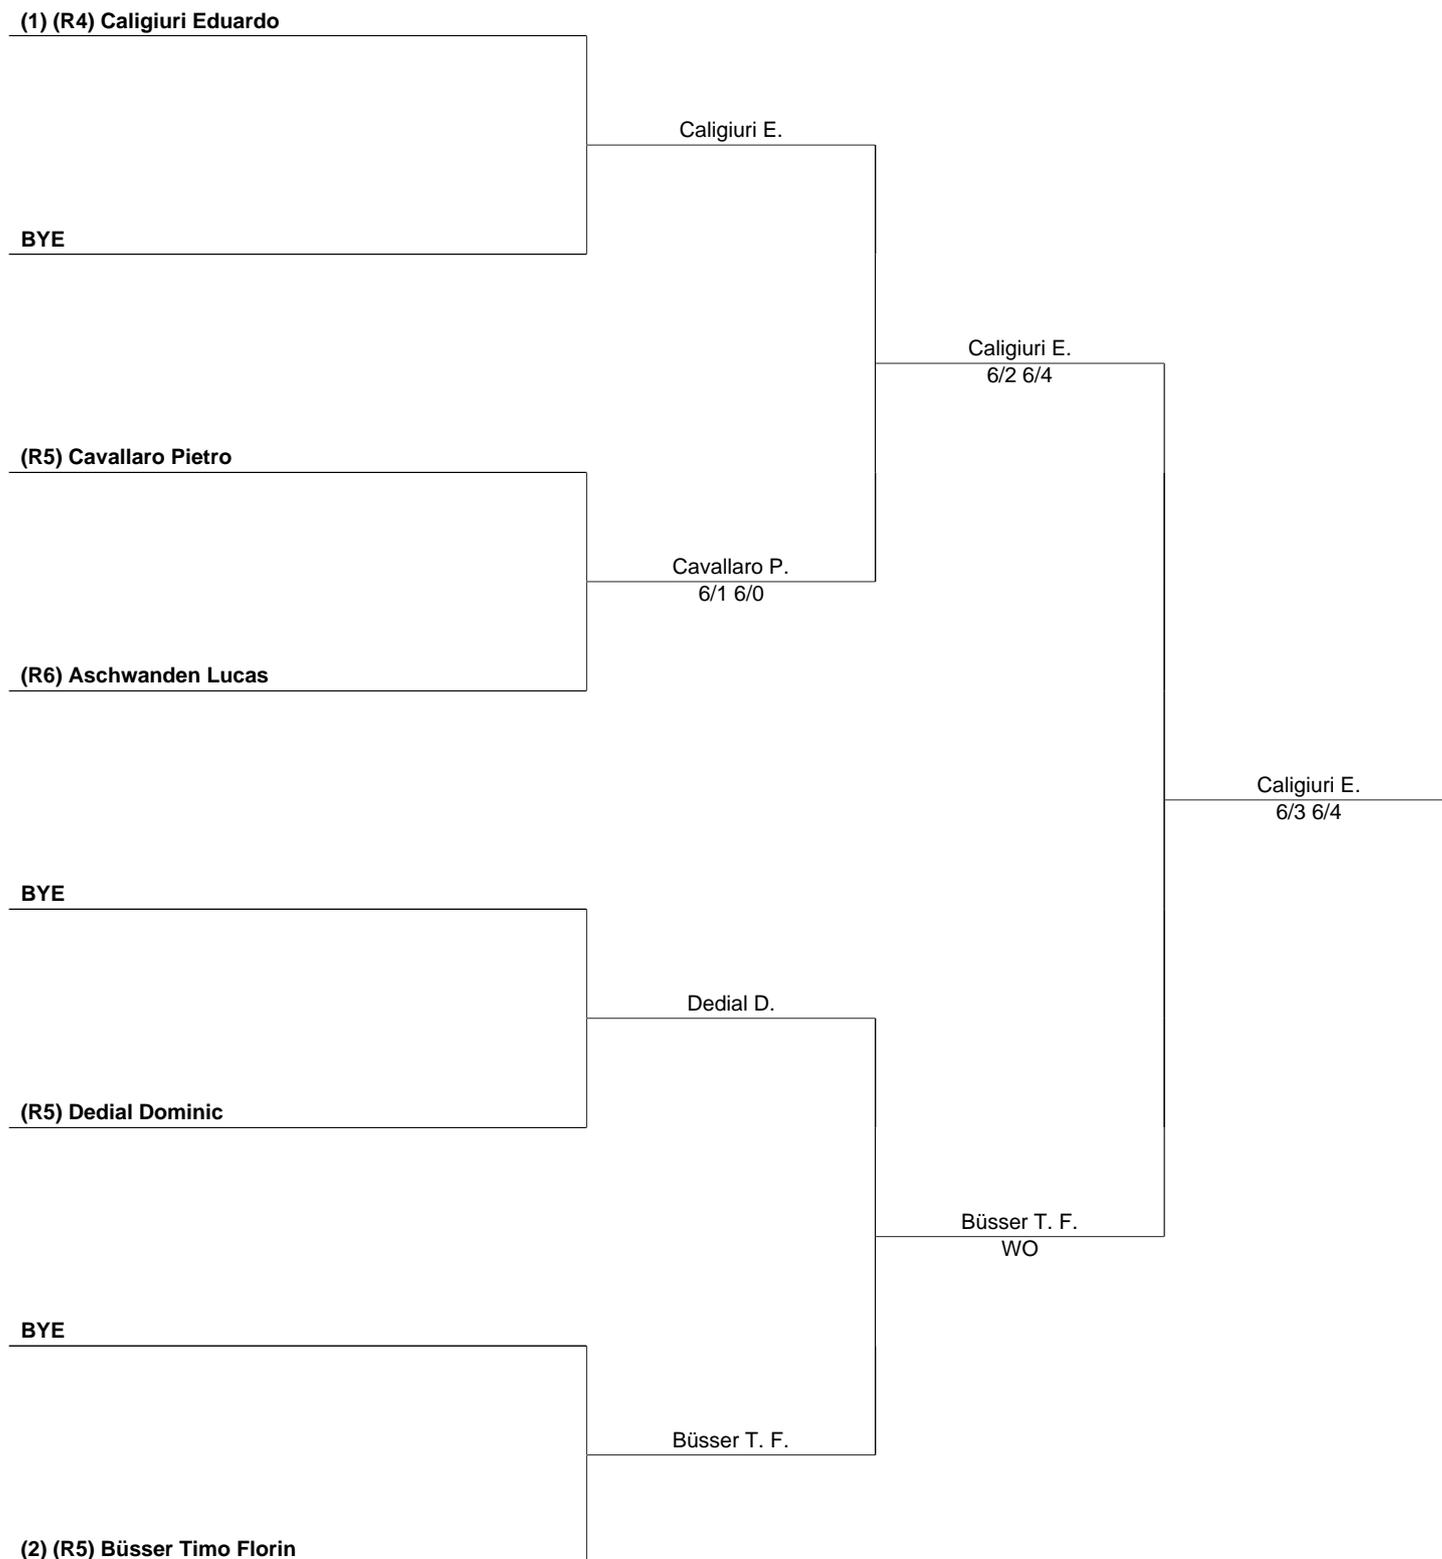 (1) (R4) Caligiuri Eduardo
Caligiuri E.
BYE
Caligiuri E.
6/2 6/4
(R5) Cavallaro Pietro
Cavallaro P.
6/1 6/0
(R6) Aschwanden Lucas
Caligiuri E.
6/3 6/4
BYE
Dedial D.
(R5) Dedial Dominic
Büsser T. F.
WO
BYE
Büsser T. F.
(2) (R5) Büsser Timo Florin